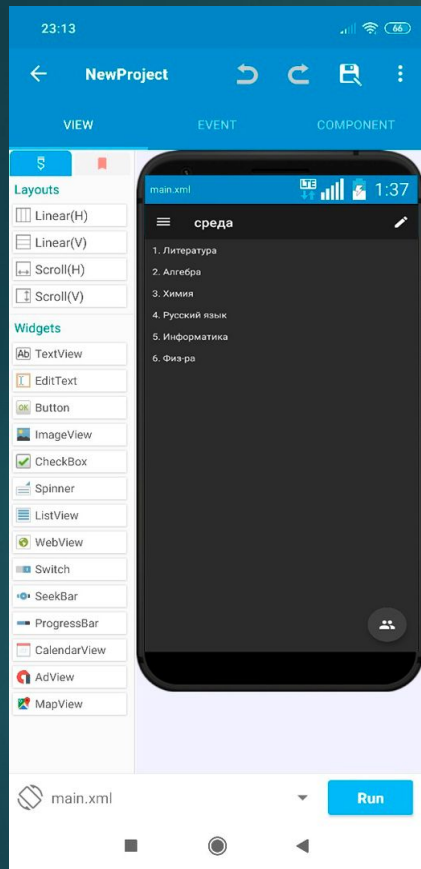 23:13
66
NewProject
VIEW
EVENT
COMPONENT
Layouts
Linear(H)
Linear(V)
Scroll(H)
Scroll(V)
Widgets
Ab TextView
EditText
OK Button
ImageView
CheckBox
Spinner
ListView
WebView
Switch
SeekBar
ProgressBar
CalendarView
AdView
MapView
main.xml
LTE
1:37
среда
1. Литература
2. Алгебра
3. Химия
4. Русский язык
5. Информатика
6. Физ-ра
main.xml
Run